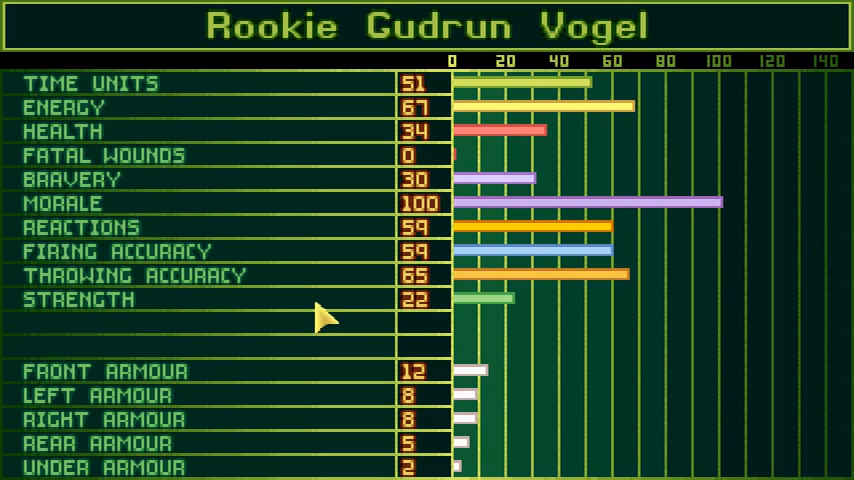 Rookie Gudrun Vogel
0 20 40 60 80 100 120 140
TIME UNITS 51
ENERGY 67
HEALTH 34
FATAL WOUNDS 0
BRAVERY 30
MORALE 100
REACTIONS 59
FIRING ACCURACY 59
THROWING ACCURACY 65
STRENGTH 22
FRONT ARMOUR 12
LEFT ARMOUR 8
RIGHT ARMOUR 8
REAR ARMOUR 5
UNDER ARMOUR 2